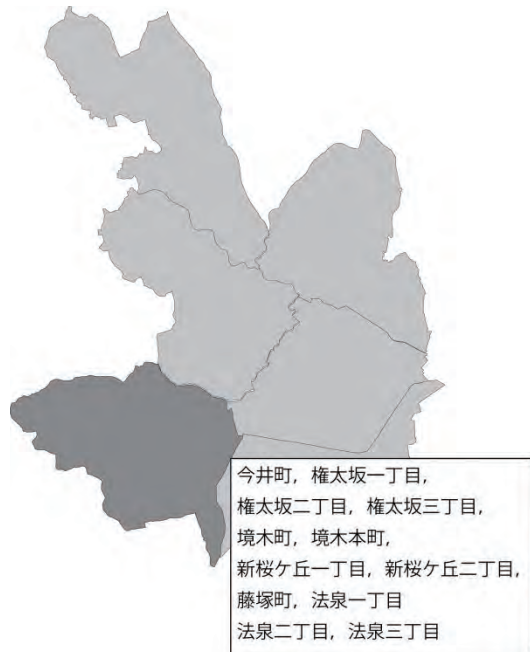 今井町，権太坂一丁目，
権太坂二丁目，権太坂三丁目，
境木町，境木本町，
新桜ケ丘一丁目，新桜ケ丘二丁目，
藤塚町，法泉一丁目
法泉二丁目，法泉三丁目